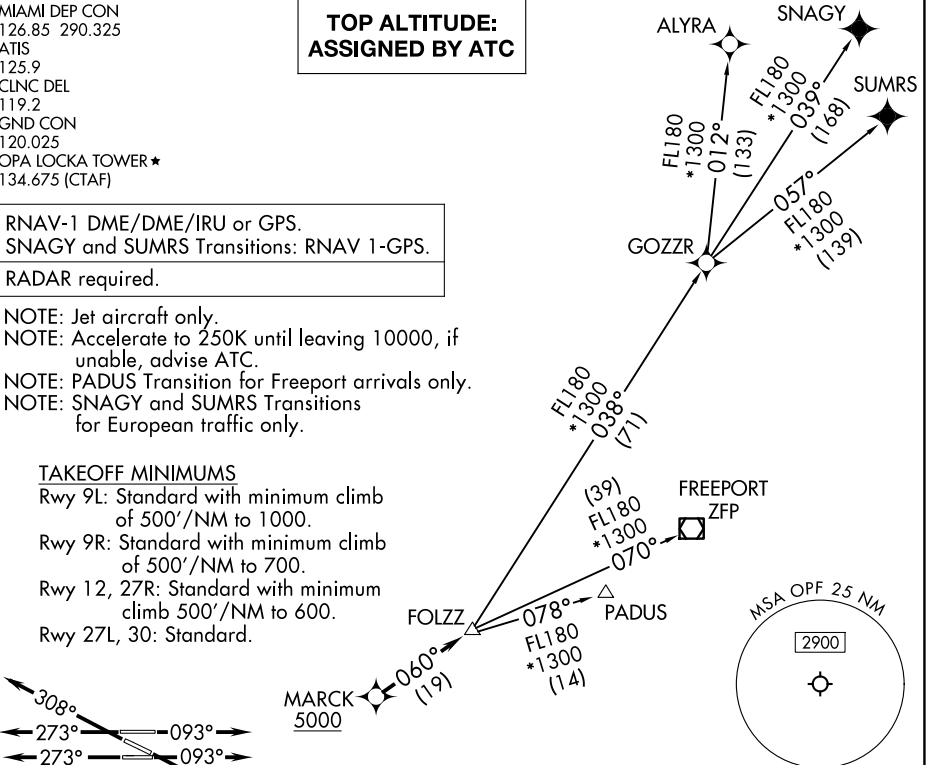 MIAMI DEP CON
126.85 290.325
ATIS
125.9
CLNC DEL
119.2
GND CON
120.025
OPA LOCKA TOWER★
134.675 (CTAF)
TOP ALTITUDE:
ASSIGNED BY ATC
RNAV-1 DME/DME/IRU or GPS.
SNAGY and SUMRS Transitions: RNAV 1-GPS.
RADAR required.
NOTE: Jet aircraft only.
NOTE: Accelerate to 250K until leaving 10000, if
unable, advise ATC.
NOTE: PADUS Transition for Freeport arrivals only.
NOTE: SNAGY and SUMRS Transitions
for European traffic only.
TAKEOFF MINIMUMS
Rwy 9L: Standard with minimum climb
of 500'/NM to 1000.
Rwy 9R: Standard with minimum climb
of 500'/NM to 700.
Rwy 12, 27R: Standard with minimum
climb 500'/NM to 600.
Rwy 27L, 30: Standard.
ALYRA
SNAGY
SUMRS
FL180
*1300
012°
(133)
FL180
*1300
039°
(168)
057°
FL180
*1300
(139)
GOZZR
FL180
*1300
038°
(71)
(39)
FL180
*1300
070°
FREEPORT
ZFP
FOLZZ
078°
FL180
*1300
(14)
PADUS
060°
(19)
MARCK
5000
MSA OPF 25 NM
2900
308°
273°
093°
273°
093°